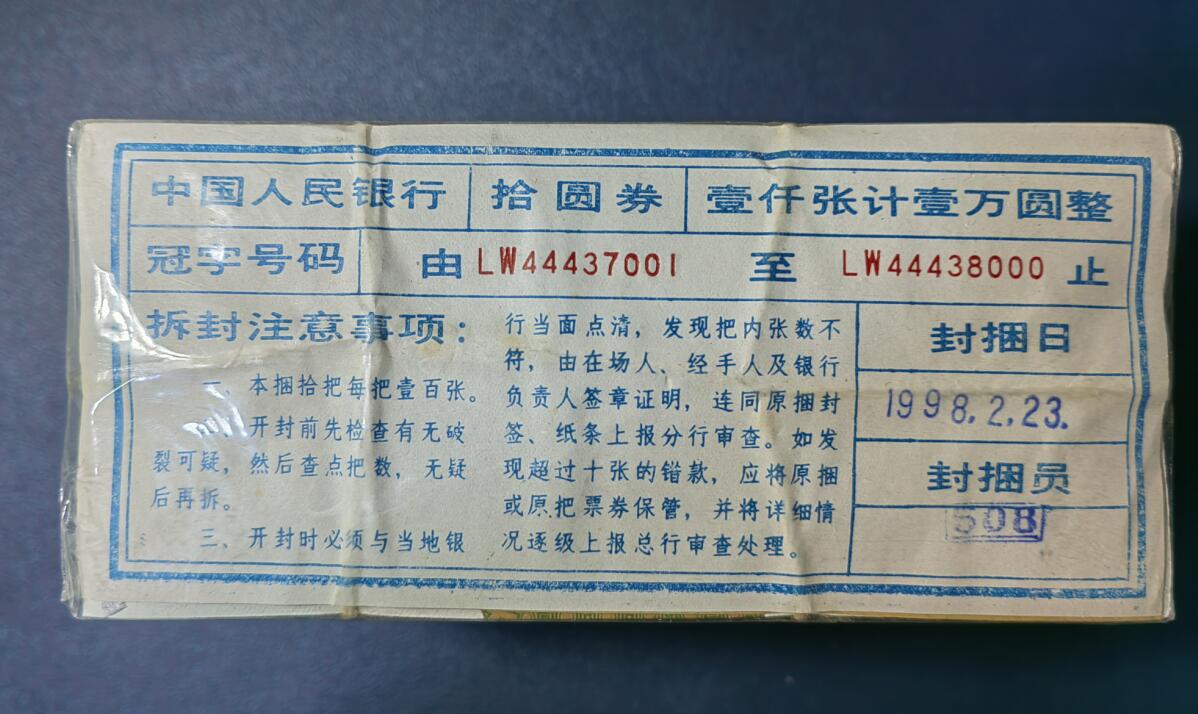 中国人民银行 拾圆券 壹仟张计壹万圆整
冠字号码 由 LW44437001 至 LW44438000 止
拆封注意事项：
一、本捆拾把每把壹百张。
二、开封前先检查有无破
裂可疑，然后查点把数，无疑
后再拆。
三、开封时必须与当地银
行当面点清，发现把内张数不
符，由在场人、经手人及银行
负责人签章证明，连同原捆封
签、纸条上报分行审查。如发
现超过十张的错款，应将原捆
或原把票券保管，并将详细情
况逐级上报总行审查处理。
封捆日
1998.2.23.
封捆员
508